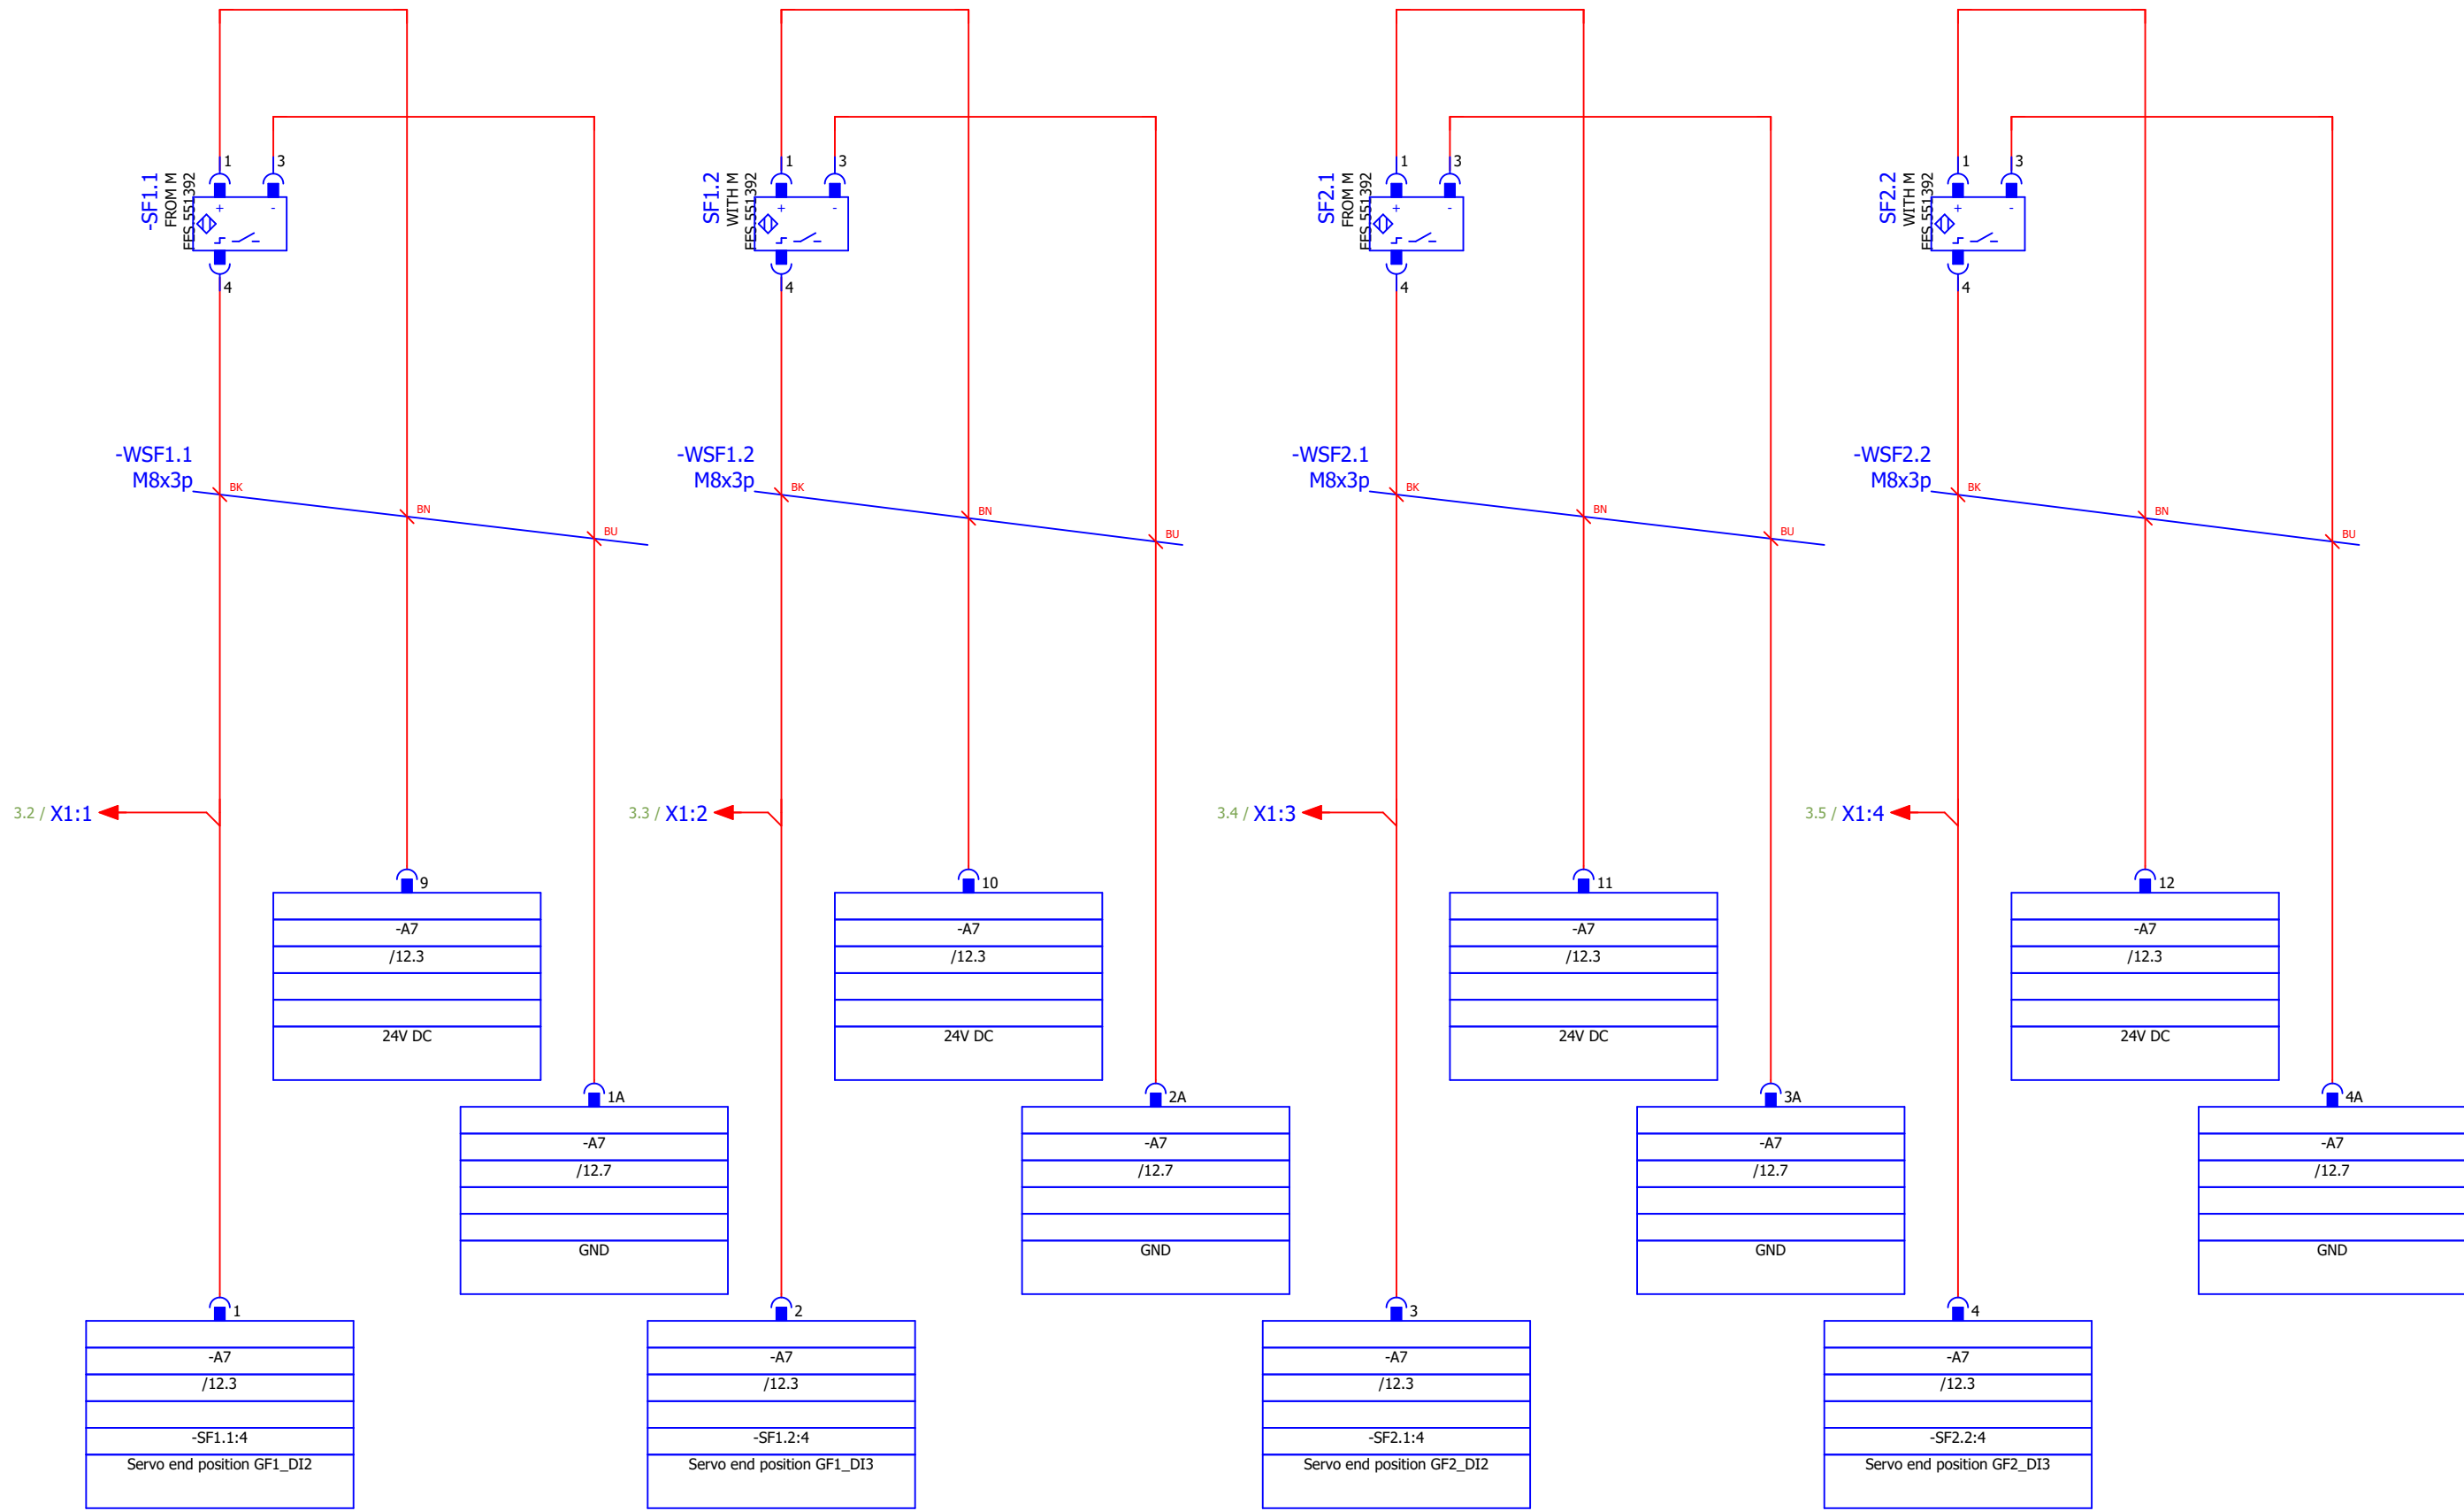 1
3
-SF1.1
FROM M
FES.551392
+
-
4
1
3
SF1.2
WITH M
FES.551392
+
-
4
1
3
SF2.1
FROM M
FES.551392
+
-
4
1
3
SF2.2
WITH M
FES.551392
+
-
4
-WSF1.1
M8x3p
BK
BN
BU
-WSF1.2
M8x3p
BK
BN
BU
-WSF2.1
M8x3p
BK
BN
BU
-WSF2.2
M8x3p
BK
BN
BU
3.2 / X1:1
3.3 / X1:2
3.4 / X1:3
3.5 / X1:4
9
-A7
/12.3
24V DC
10
-A7
/12.3
24V DC
11
-A7
/12.3
24V DC
12
-A7
/12.3
24V DC
1A
-A7
/12.7
GND
2A
-A7
/12.7
GND
3A
-A7
/12.7
GND
4A
-A7
/12.7
GND
1
-A7
/12.3
-SF1.1:4
Servo end position GF1_DI2
2
-A7
/12.3
-SF1.2:4
Servo end position GF1_DI3
3
-A7
/12.3
-SF2.1:4
Servo end position GF2_DI2
4
-A7
/12.3
-SF2.2:4
Servo end position GF2_DI3